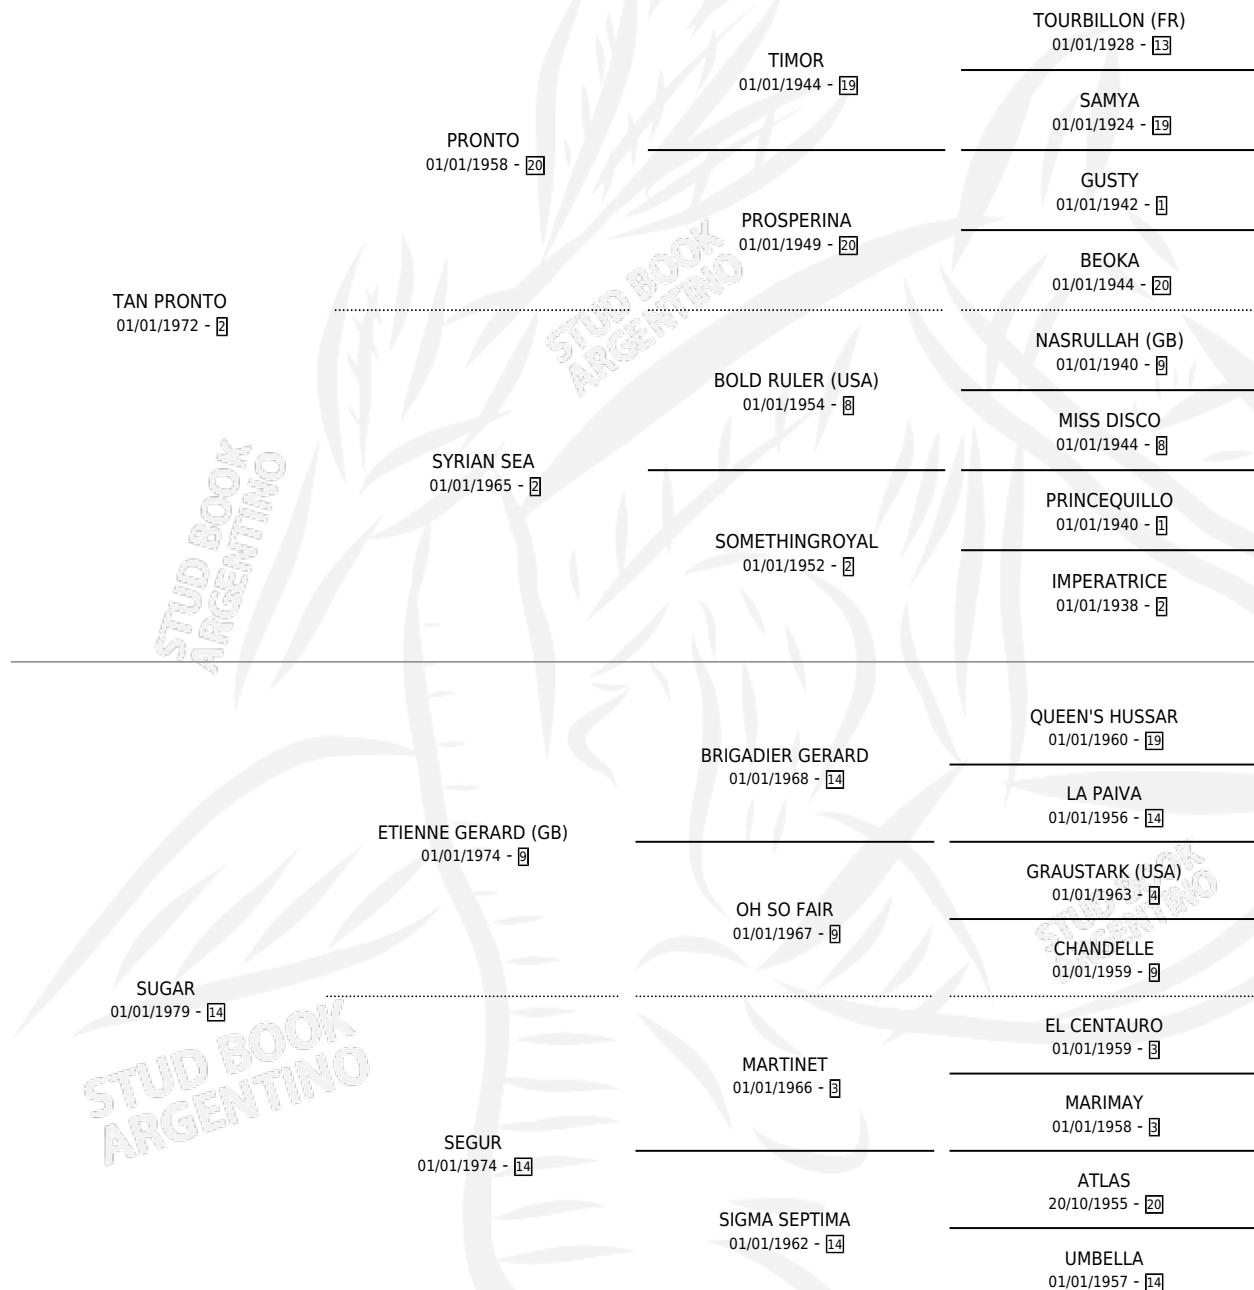 TOURBILLON (FR)
01/01/1928 - 13
TIMOR
01/01/1944 - 19
SAMYA
01/01/1924 - 19
PRONTO
01/01/1958 - 20
GUSTY
01/01/1942 - 1
PROSPERINA
01/01/1949 - 20
BEOKA
01/01/1944 - 20
TAN PRONTO
01/01/1972 - 2
STUD BOOK
ARGENTINO
NASRULLAH (GB)
01/01/1940 - 9
BOLD RULER (USA)
01/01/1954 - 8
MISS DISCO
01/01/1944 - 8
SYRIAN SEA
01/01/1965 - 2
PRINCEQUILLO
01/01/1940 - 1
SOMETHINGROYAL
01/01/1952 - 2
IMPERATRICE
01/01/1938 - 2
STUD BOOK
ARGENTINO
QUEEN'S HUSSAR
01/01/1960 - 19
BRIGADIER GERARD
01/01/1968 - 14
LA PAIVA
01/01/1956 - 14
ETIENNE GERARD (GB)
01/01/1974 - 9
GRAUSTARK (USA)
01/01/1963 - 4
OH SO FAIR
01/01/1967 - 9
CHANDELLE
01/01/1959 - 9
STUD BOOK
ARGENTINO
SUGAR
01/01/1979 - 14
EL CENTAURO
01/01/1959 - 3
MARTINET
01/01/1966 - 3
MARIMAY
01/01/1958 - 3
STUD BOOK
ARGENTINO
SEGUR
01/01/1974 - 14
ATLAS
20/10/1955 - 20
SIGMA SEPTIMA
01/01/1962 - 14
UMBELLA
01/01/1957 - 14